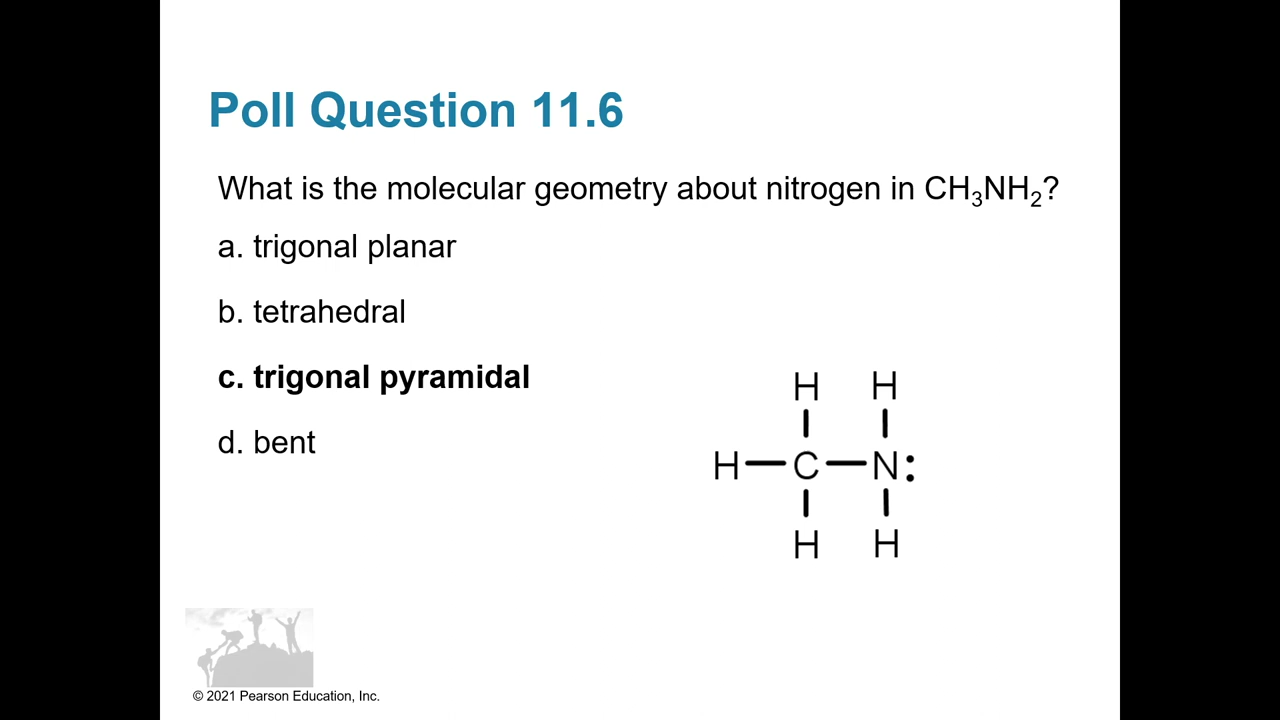 Poll Question 11.6
What is the molecular geometry about nitrogen in CH₃NH₂?
a. trigonal planar
b. tetrahedral
c. trigonal pyramidal
d. bent
H H
H C N:
H H
© 2021 Pearson Education, Inc.